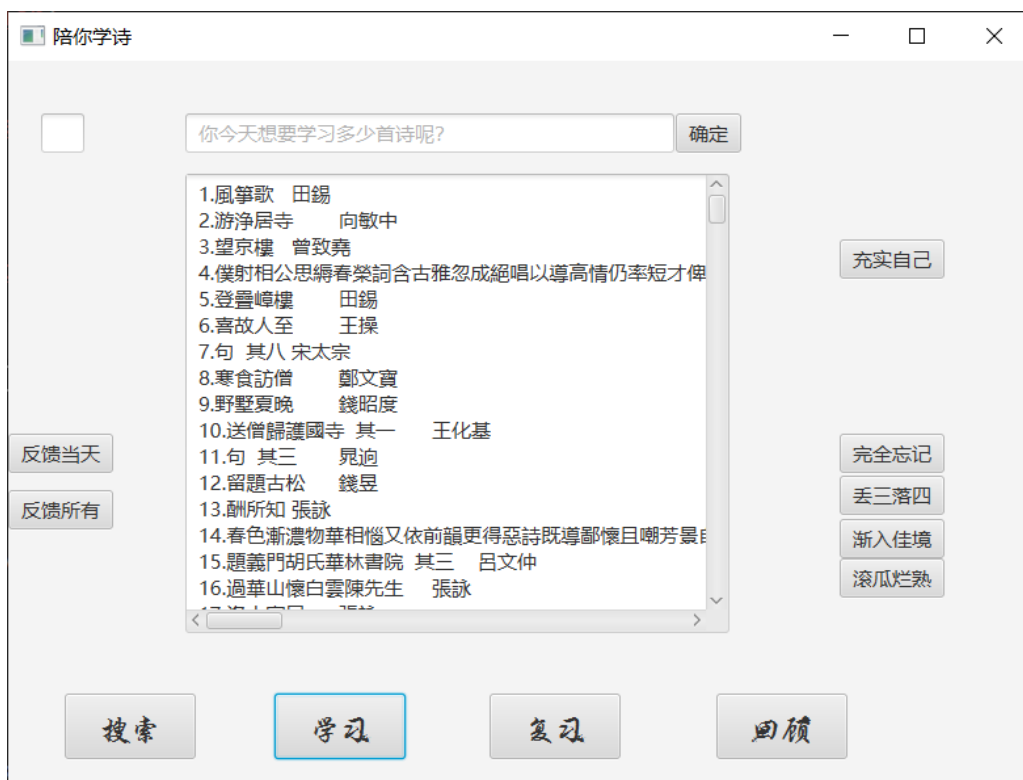 陪你学诗
你今天想要学习多少首诗呢?
确定
1.風箏歌 田錫
2.游浄居寺 向敏中
3.望京樓 曾致堯
4.僕射相公思緝春榮詞含古雅忽成絕唱以導高情仍率短才俾
5.登疊嶂樓 田錫
6.喜故人至 王操
7.句 其八 宋太宗
8.寒食訪僧 鄭文寶
9.野墅夏晚 錢昭度
10.送僧歸護國寺 其一 王化基
11.句 其三 晁迥
12.留題古松 錢昱
13.酬所知 張詠
14.春色漸濃物華相惱又依前韻更得惡詩既導鄙懷且嘲芳景
15.題義門胡氏華林書院 其三 呂文仲
16.過華山懷白雲陳先生 張詠
充实自己
反馈当天
反馈所有
完全忘记
丢三落四
渐入佳境
滚瓜烂熟
搜索
学习
复习
回顾